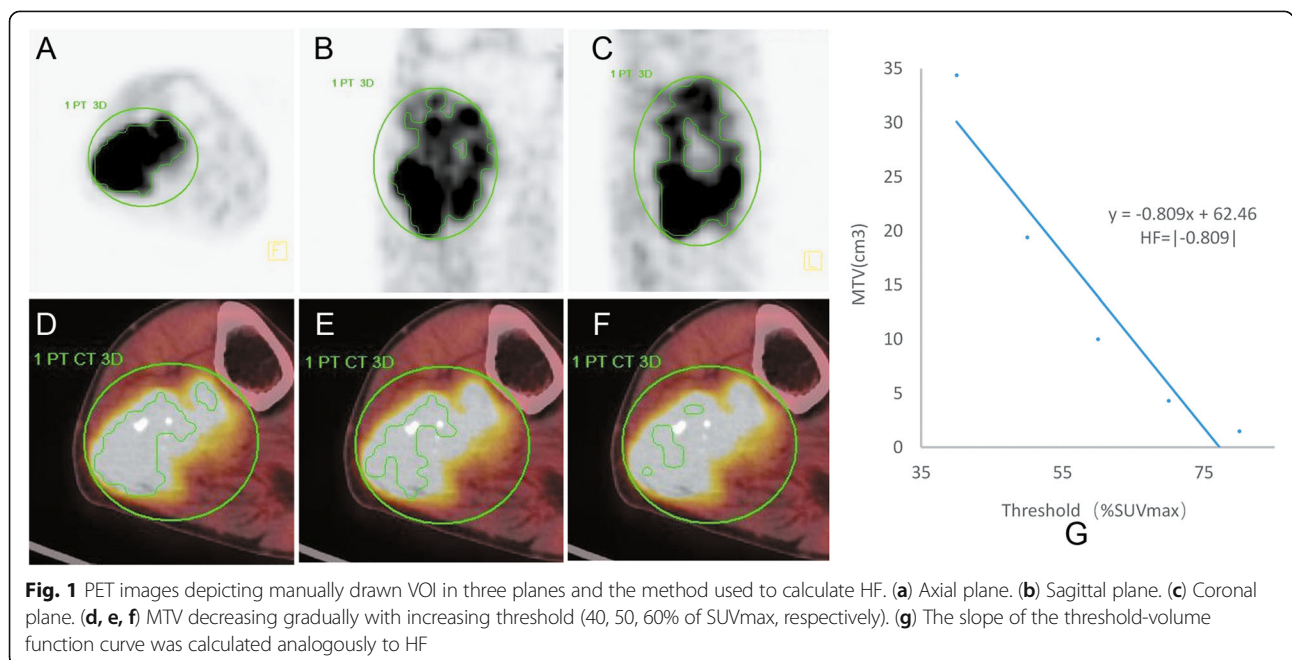 A
1 PT 3D
F
B
C
1 PT 3D
L
D
1 PT CT 3D
E
1 PT CT 3D
F
1 PT CT 3D
MTV(cm3)
35
30
25
20
15
10
5
0
y = -0.809x + 62.46
HF=|-0.809|
35 55 75
Threshold (%SUVmax)
G
Fig. 1 PET images depicting manually drawn VOI in three planes and the method used to calculate HF. (a) Axial plane. (b) Sagittal plane. (c) Coronal
plane. (d, e, f) MTV decreasing gradually with increasing threshold (40, 50, 60% of SUVmax, respectively). (g) The slope of the threshold-volume
function curve was calculated analogously to HF